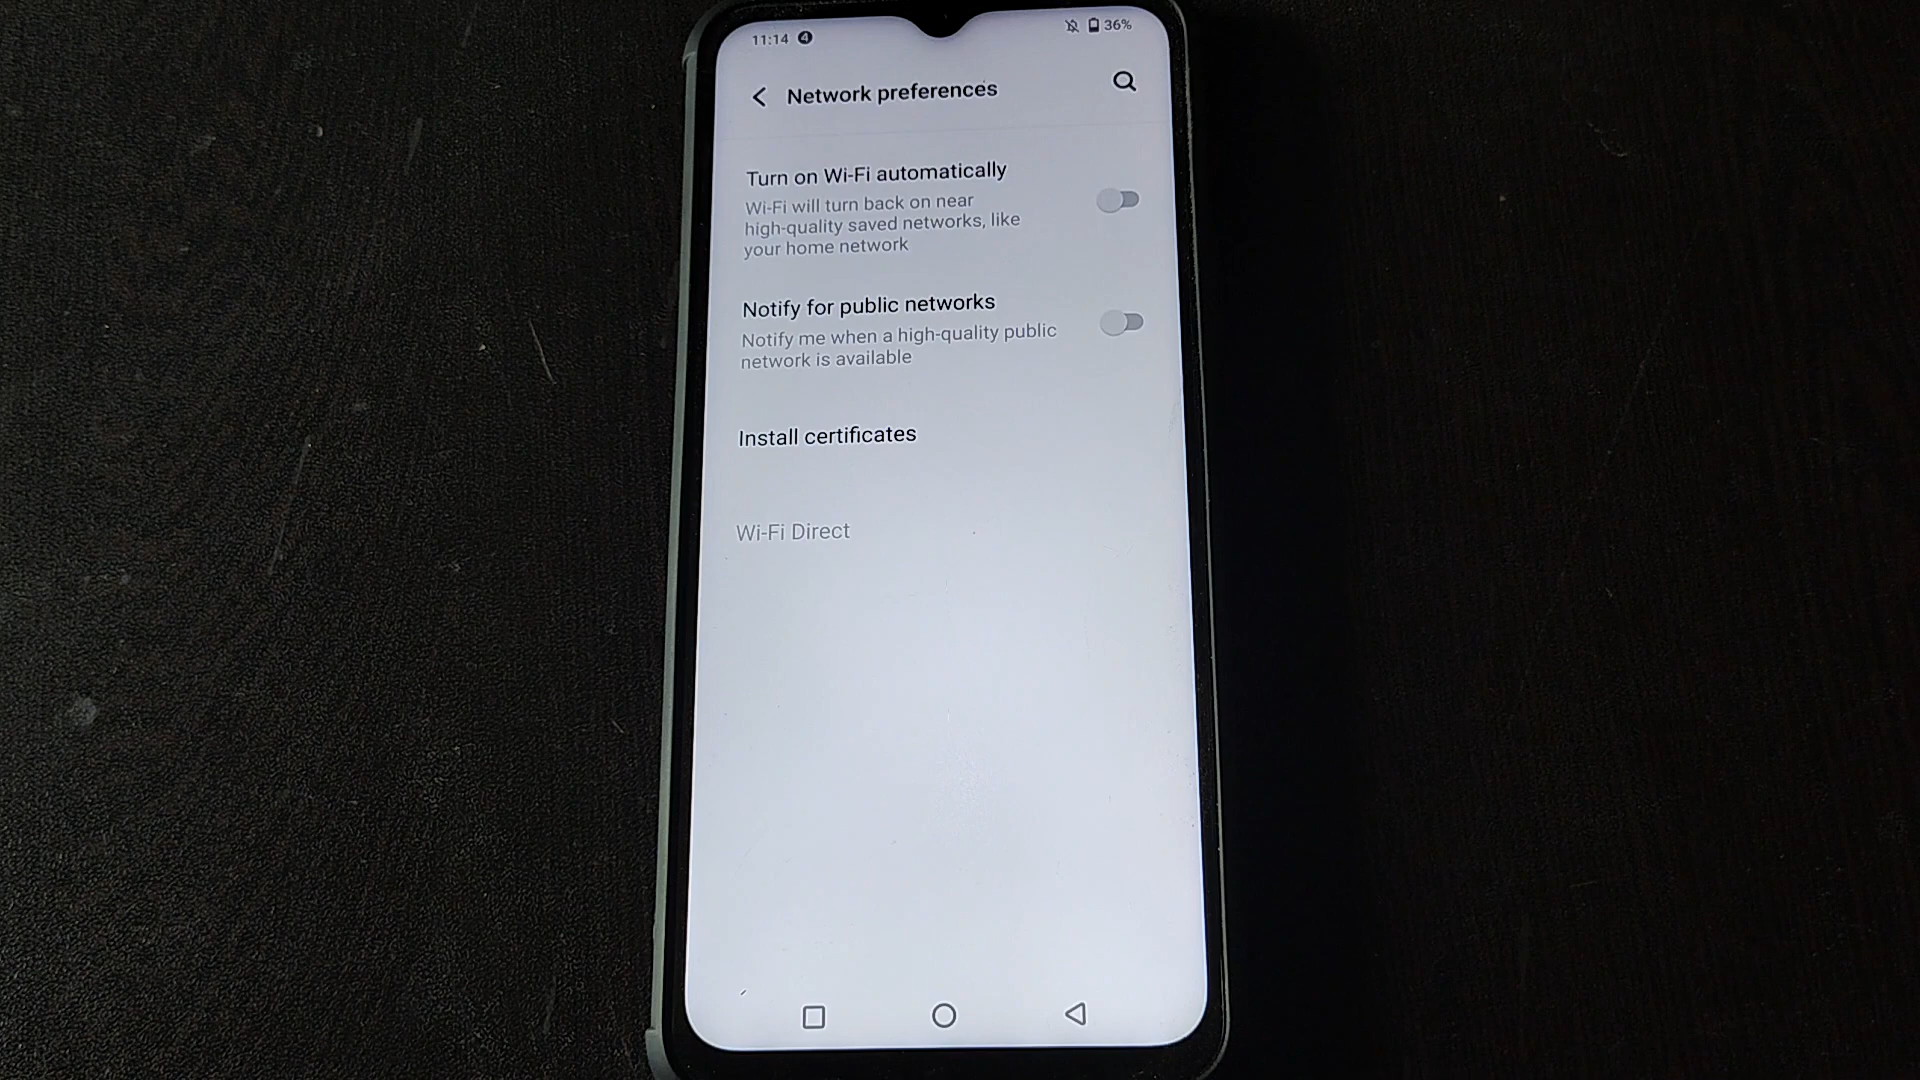 11:14 4 36%
Network preferences
Turn on Wi-Fi automatically
Wi-Fi will turn back on near
high-quality saved networks, like
your home network
Notify for public networks
Notify me when a high-quality public
network is available
Install certificates
Wi-Fi Direct